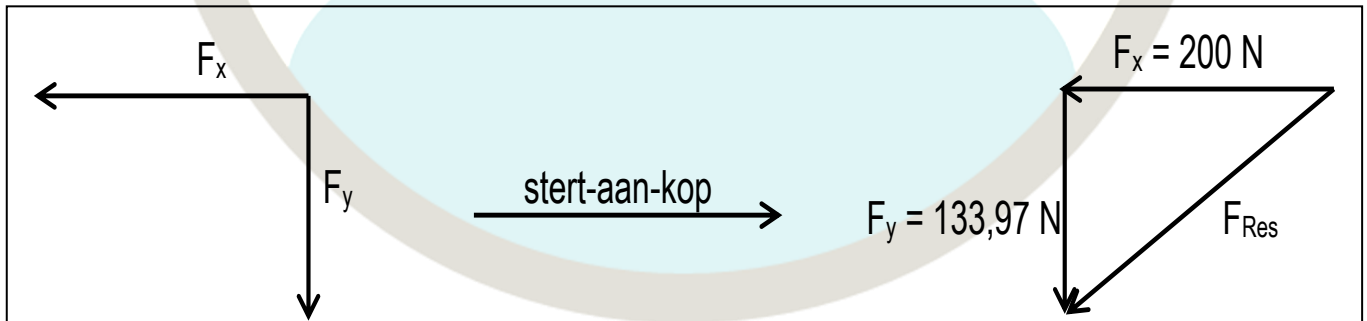 Fx
Fy
stert-aan-kop
Fx = 200 N
Fy = 133,97 N
FRes